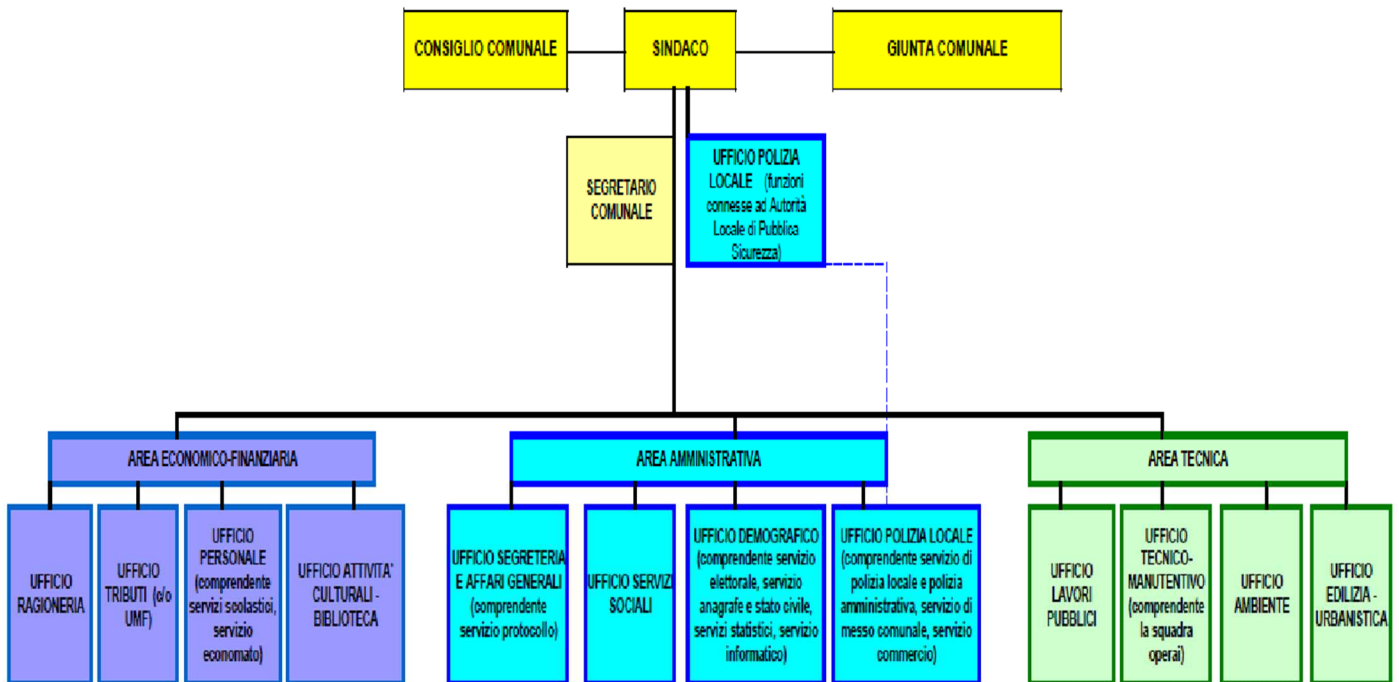 CONSIGLIO COMUNALE
SINDACO
GIUNTA COMUNALE
SEGRETARIO
COMUNALE
UFFICIO POLIZIA
LOCALE (funzioni
connesse ad Autorità
Locale di Pubblica
Sicurezza)
AREA ECONOMICO-FINANZIARIA
AREA AMMINISTRATIVA
AREA TECNICA
UFFICIO
RAGIONERIA
UFFICIO
TRIBUTI (c/o
UMF)
UFFICIO
PERSONALE
(comprendente
servizi scolastici,
servizio
economato)
UFFICIO ATTIVITA'
CULTURALI -
BIBLIOTECA
UFFICIO SEGRETERIA
E AFFARI GENERALI
(comprendente
servizio protocollo)
UFFICIO SERVIZI
SOCIALI
UFFICIO DEMOGRAFICO
(comprendente servizio
elettorale, servizio
anagrafe e stato civile,
servizi statistici, servizio
informatico)
UFFICIO POLIZIA LOCALE
(comprendente servizio di
polizia locale e polizia
amministrativa, servizio di
messo comunale, servizio
commercio)
UFFICIO
LAVORI
PUBBLICI
UFFICIO
TECNICO-
MANUTENTIVO
(comprendente
la squadra
operai)
UFFICIO
AMBIENTE
UFFICIO
EDILIZIA -
URBANISTICA